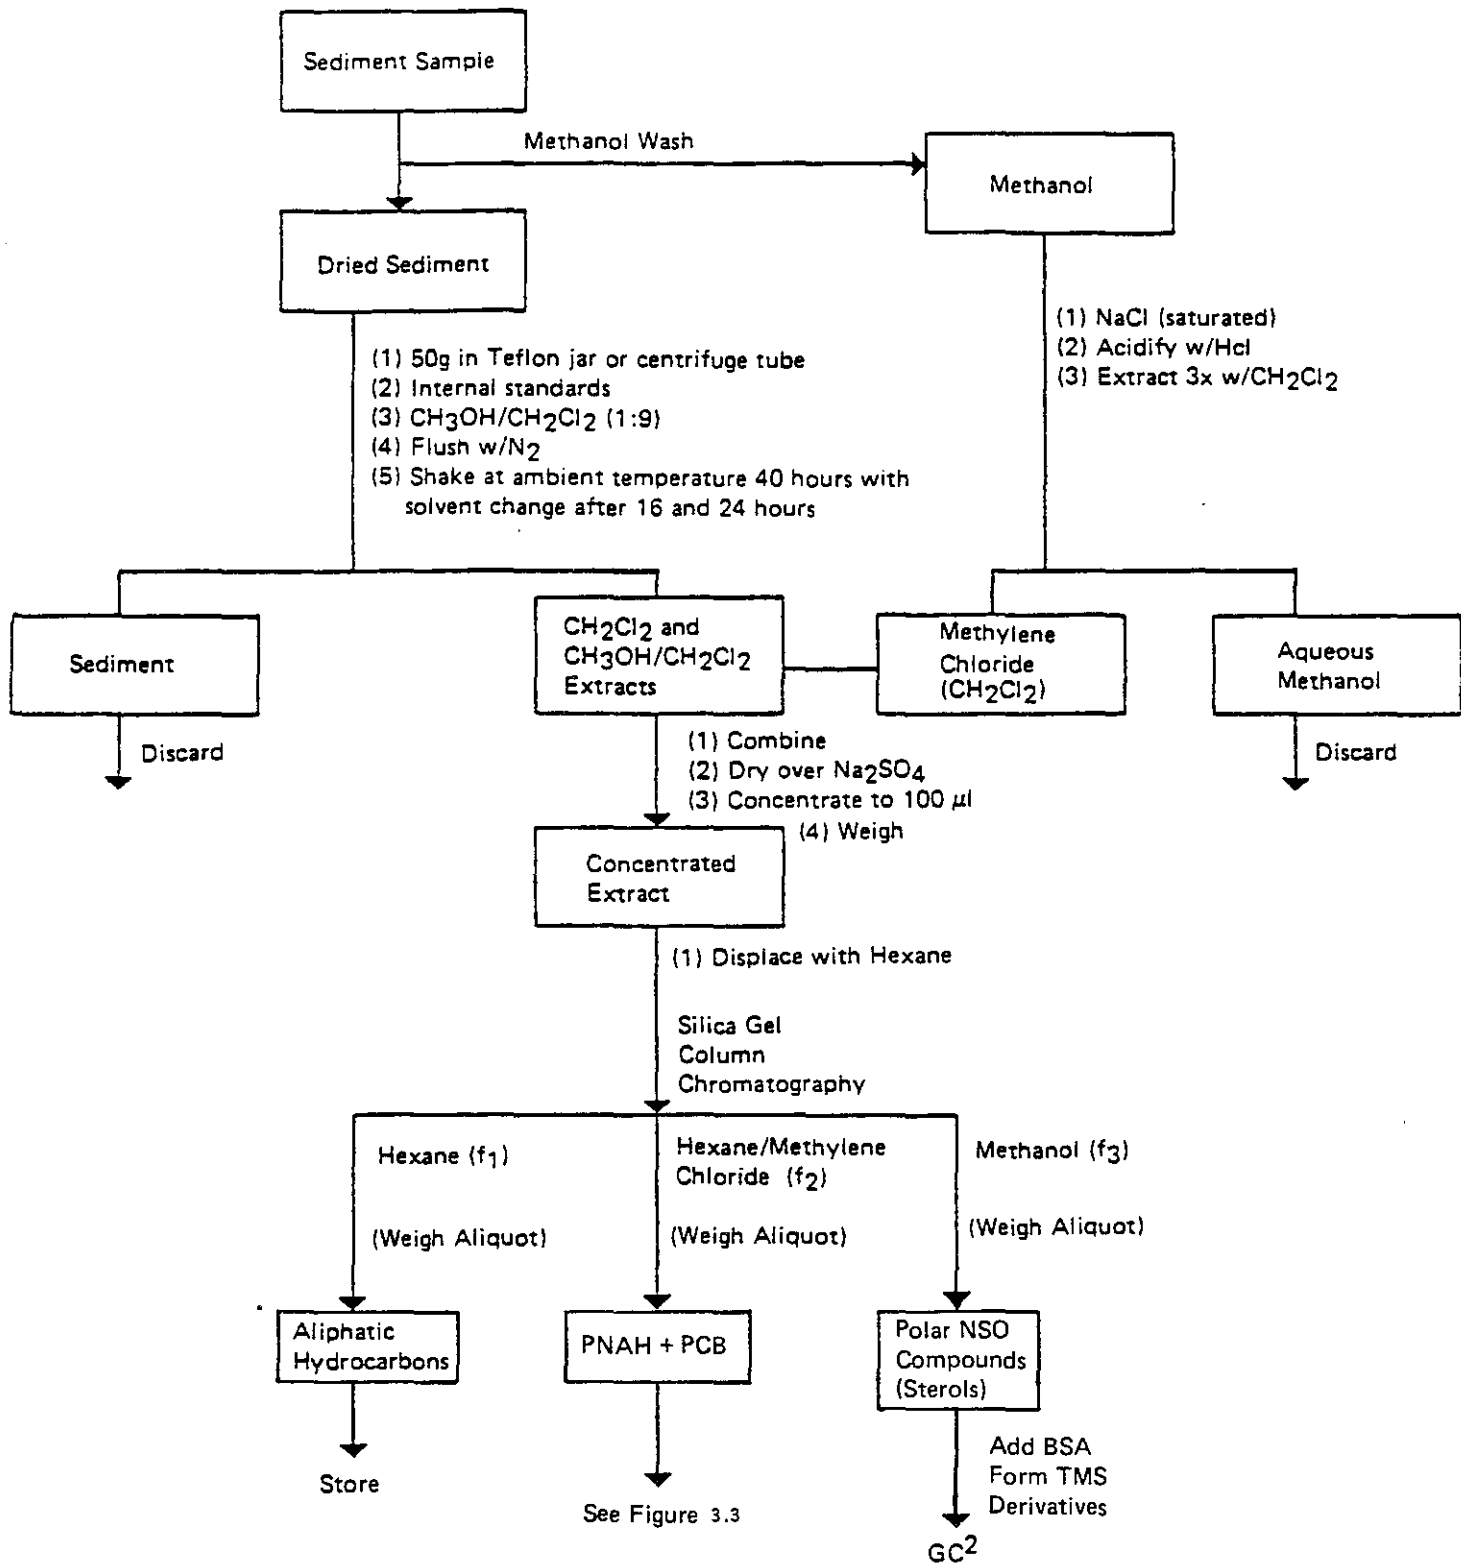 Sediment Sample
Methanol Wash
Methanol
Dried Sediment
(1) NaCl (saturated)
(2) Acidify w/Hcl
(3) Extract 3x w/CH2Cl2
(1) 50g in Teflon jar or centrifuge tube
(2) Internal standards
(3) CH3OH/CH2Cl2 (1:9)
(4) Flush w/N2
(5) Shake at ambient temperature 40 hours with
solvent change after 16 and 24 hours
Sediment
CH2Cl2 and
CH3OH/CH2Cl2
Extracts
Methylene
Chloride
(CH2Cl2)
Aqueous
Methanol
Discard
(1) Combine
(2) Dry over Na2SO4
(3) Concentrate to 100 µl
(4) Weigh
Discard
Concentrated
Extract
(1) Displace with Hexane
Silica Gel
Column
Chromatography
Hexane (f1)
(Weigh Aliquot)
Hexane/Methylene
Chloride (f2)
(Weigh Aliquot)
Methanol (f3)
(Weigh Aliquot)
Aliphatic
Hydrocarbons
PNAH + PCB
Polar NSO
Compounds
(Sterols)
Store
See Figure 3.3
Add BSA
Form TMS
Derivatives
GC2